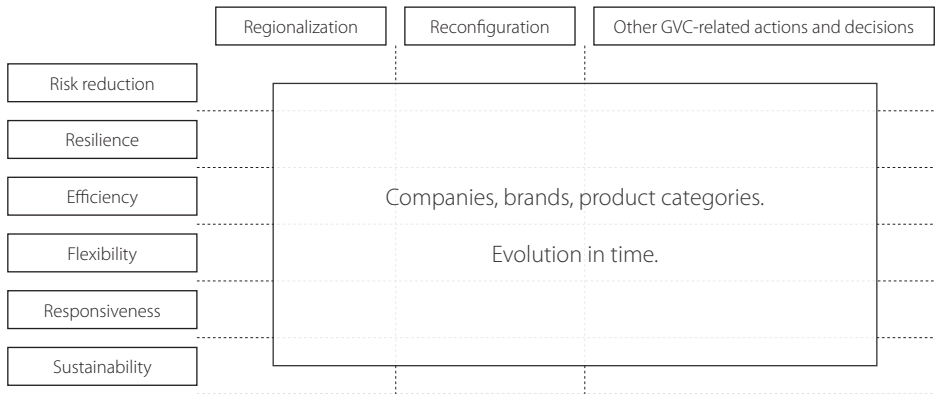 Regionalization
Reconfiguration
Other GVC-related actions and decisions
Risk reduction
Resilience
Efficiency
Flexibility
Responsiveness
Sustainability
Companies, brands, product categories.
Evolution in time.